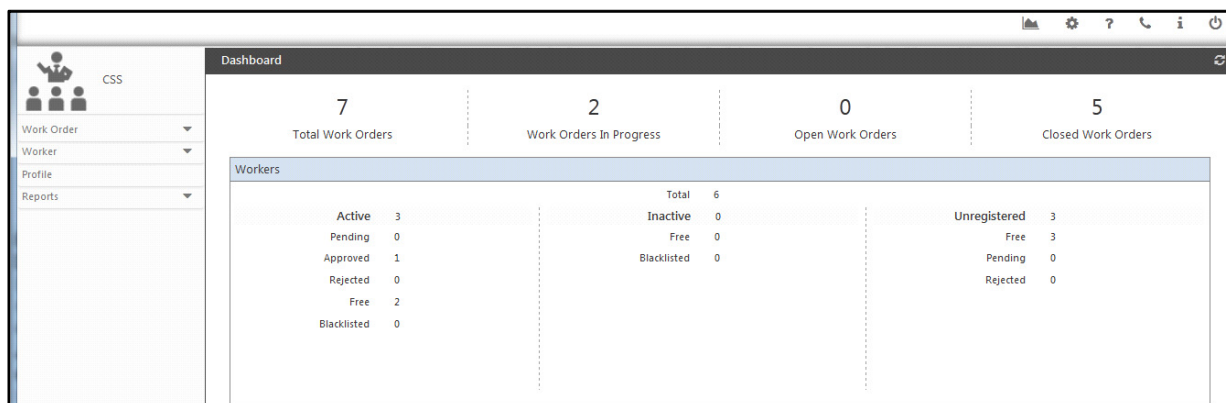 CSS
Work Order
Worker
Profile
Reports
Dashboard
7 2 0 5
Total Work Orders Work Orders In Progress Open Work Orders Closed Work Orders
Workers
Total 6
Active 3 Inactive 0 Unregistered 3
Pending 0 Free 0 Free 3
Approved 1 Blacklisted 0 Pending 0
Rejected 0 Rejected 0
Free 2
Blacklisted 0